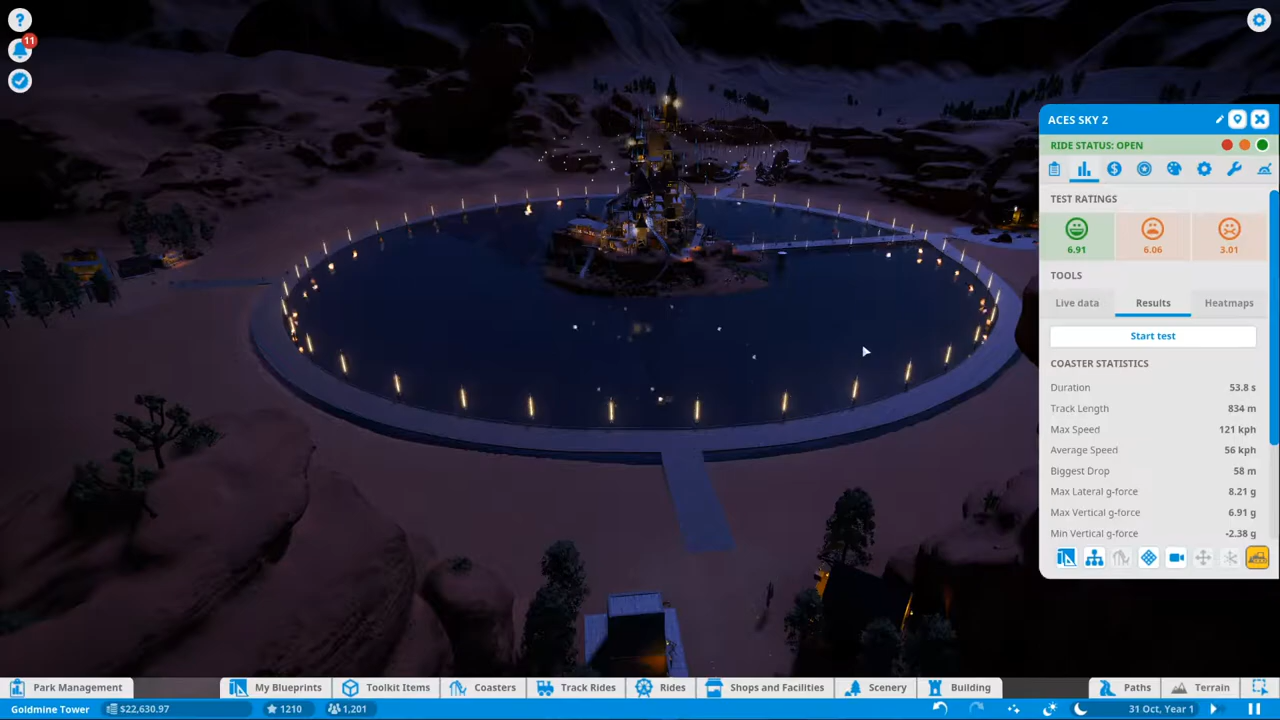 ?
11
ACES SKY 2
RIDE STATUS: OPEN
TEST RATINGS
6.91 6.06 3.01
TOOLS
Live data Results Heatmaps
Start test
COASTER STATISTICS
Duration 53.8 s
Track Length 834 m
Max Speed 121 kph
Average Speed 56 kph
Biggest Drop 58 m
Max Lateral g-force 8.21 g
Max Vertical g-force 6.91 g
Min Vertical g-force -2.38 g
Park Management My Blueprints Toolkit Items Coasters Track Rides Rides Shops and Facilities Scenery Building Paths Terrain
Goldmine Tower $22,630.97 1210 1,201 31 Oct, Year 1